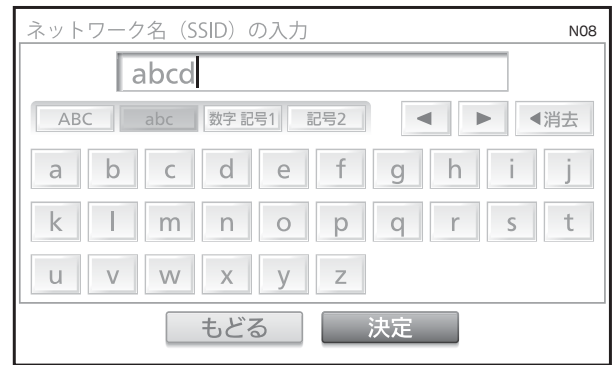 ネットワーク名（SSID）の入力 N08
abcd
ABC abc 数字 記号1 記号2 ◀ ▶ ◀消去
a b c d e f g h i j
k l m n o p q r s t
u v w x y z
もどる 決定